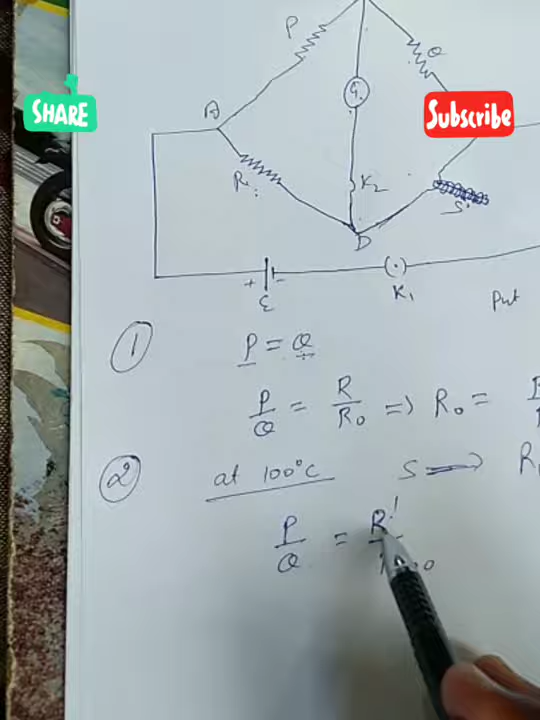 P
Q
SHARE
A
G
Subscribe
R
K2
S
D
+ -
ε
K1
Put
① P = Q
P/Q = R/R0 => R0 =
② at 100°C S => R
P/Q = R'